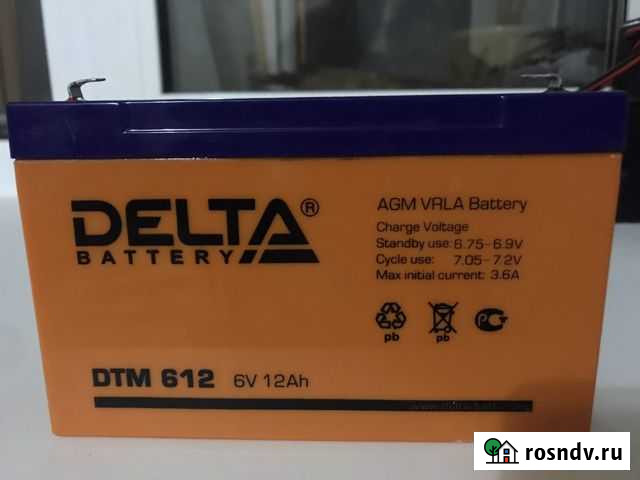 DELTA®
BATTERY
AGM VRLA Battery
Charge Voltage
Standby use: 6.75-6.9V
Cycle use: 7.05-7.2V
Max initial current: 3.6A
pb pb
DTM 612 6V 12Ah
rosndv.ru